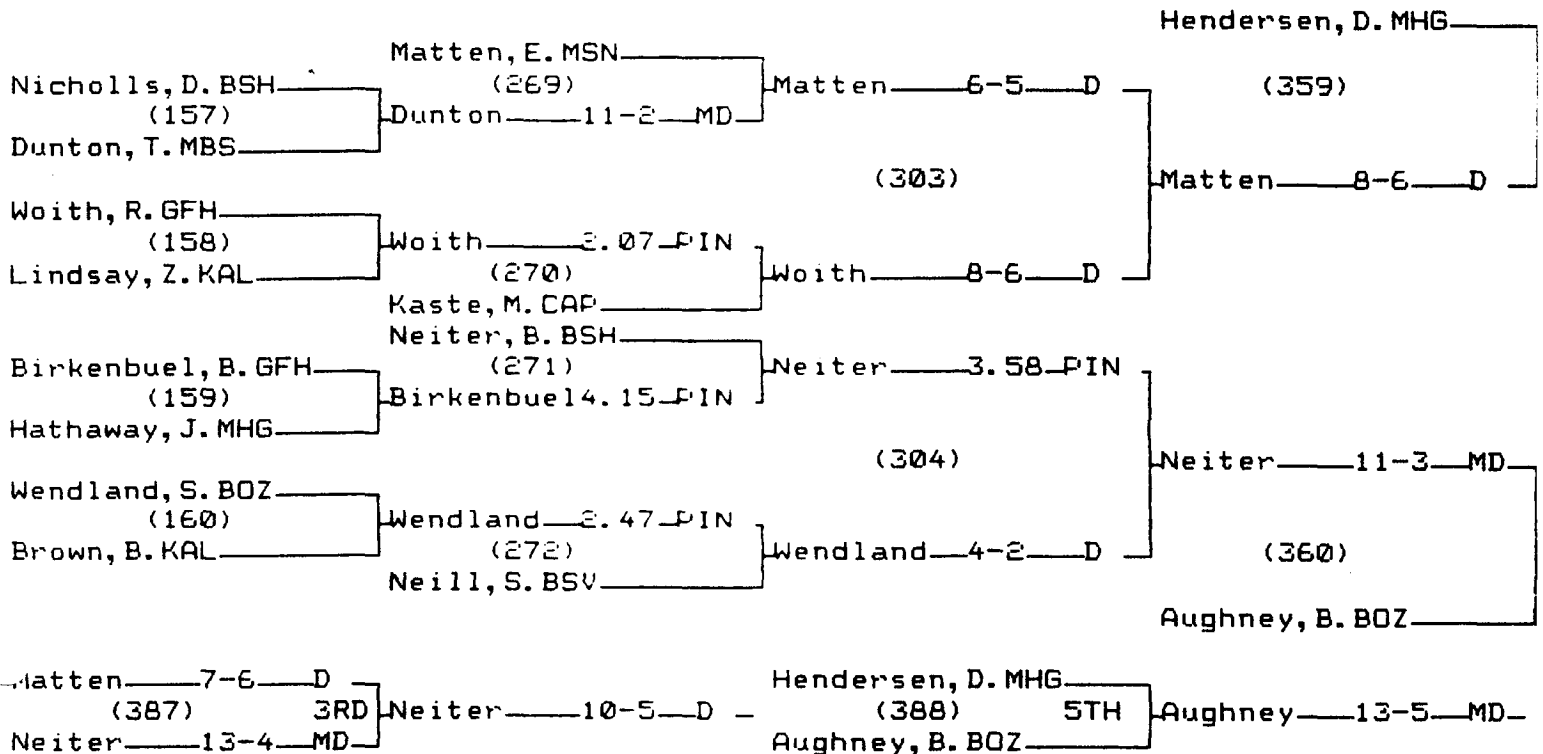 Hendersen, D. MHG
Matten, E. MSN
Nicholls, D. BSH (269) Matten 6-5 D (359)
(157) Dunton 11-2 MD
Dunton, T. MBS
(303) Matten 8-6 D
Woith, R. GFH
(158) Woith 2.07 PIN
Lindsay, Z. KAL (270) Woith 8-6 D
Kaste, M. CAP
Neiter, B. BSH
Birkenbuel, B. GFH (271) Neiter 3.58 PIN
(159) Birkenbuel 4.15 PIN
Hathaway, J. MHG
(304) Neiter 11-3 MD
Wendland, S. BOZ
(160) Wendland 2.47 PIN
Brown, B. KAL (272) Wendland 4-2 D (360)
Neill, S. BSV
Aughney, B. BOZ
Matten 7-6 D Hendersen, D. MHG
(387) 3RD Neiter 10-5 D (388) 5TH Aughney 13-5 MD
Neiter 13-4 MD Aughney, B. BOZ